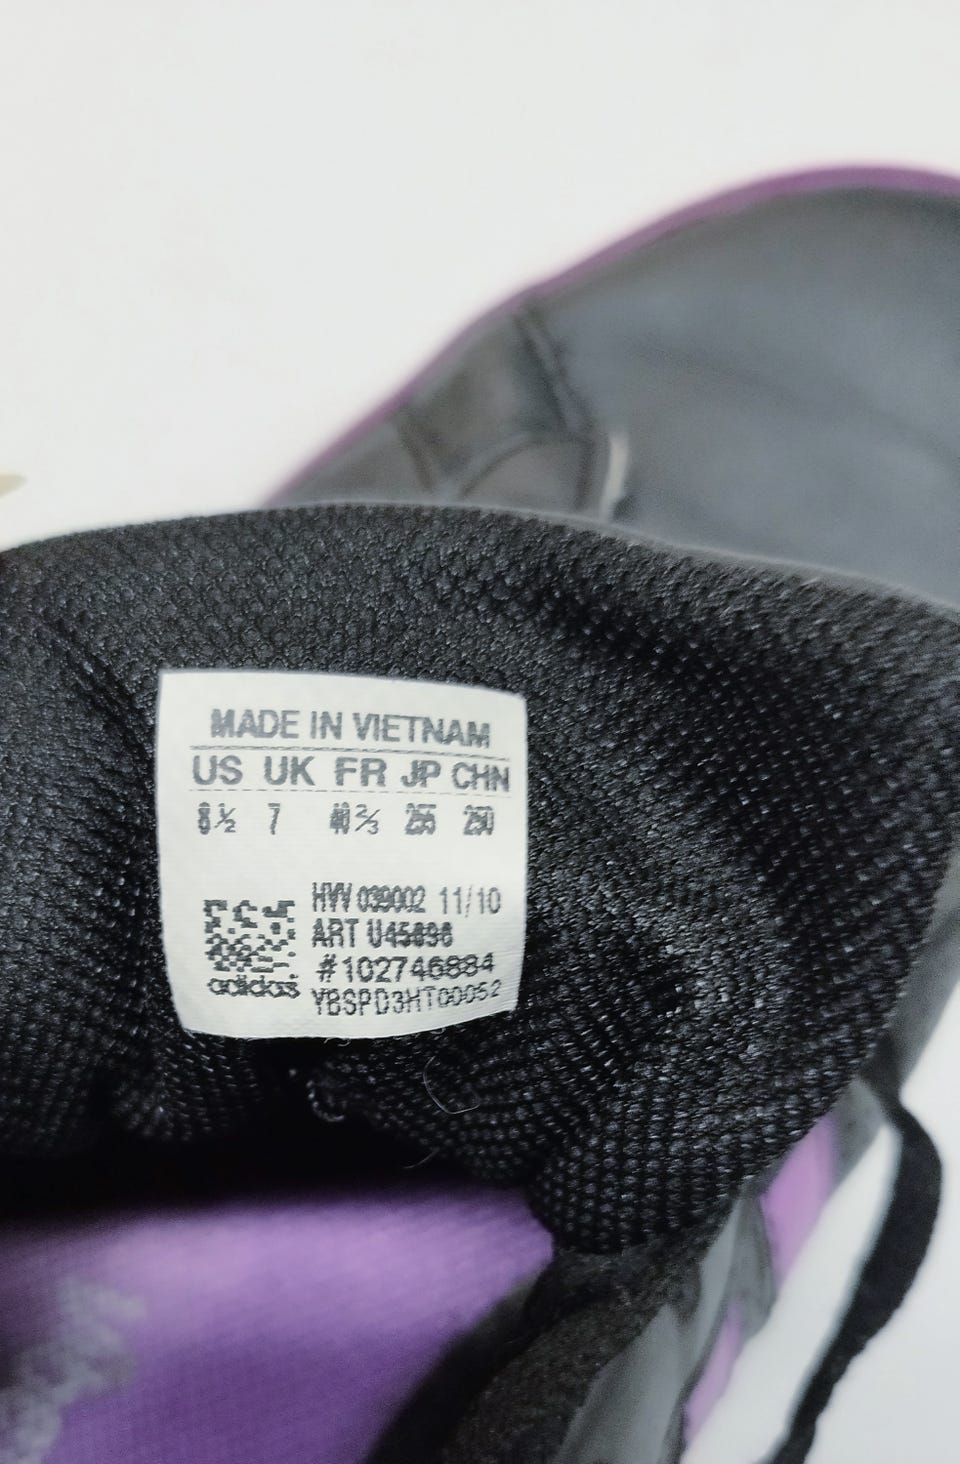 MADE IN VIETNAM
US UK FR JP CHN
8½ 7 40⅔ 255 250
HVV 039002 11/10
ART
#102746884
YBSPD3HT00052
adidas